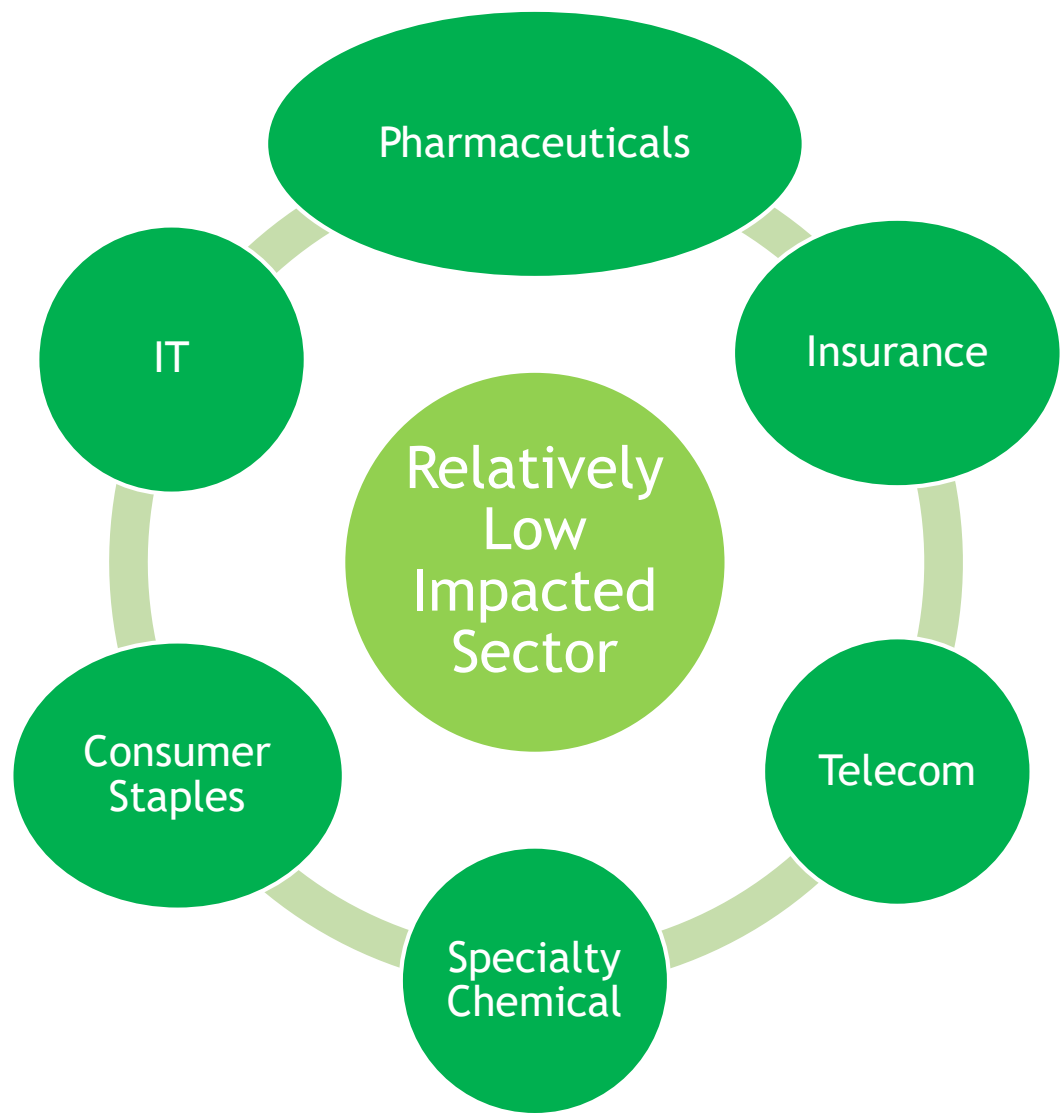 Pharmaceuticals
Insurance
Telecom
Specialty
Chemical
Consumer
Staples
IT
Relatively
Low
Impacted
Sector